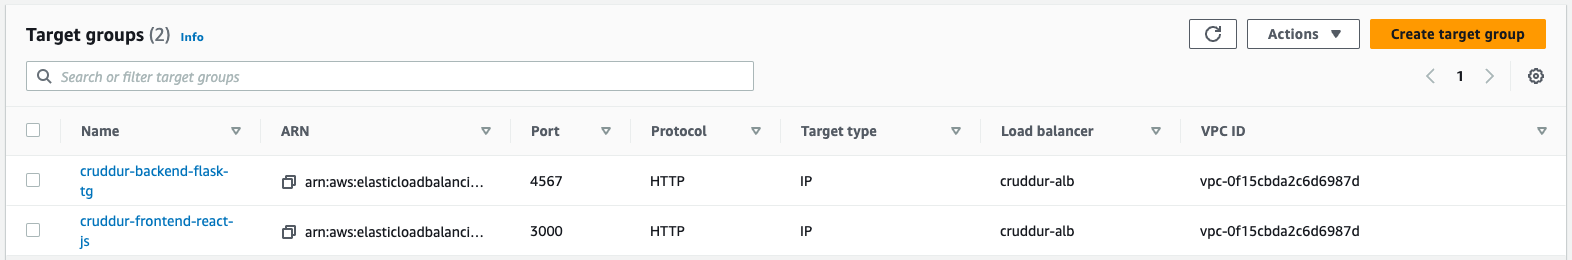 Target groups (2) Info
Actions
Create target group
Search or filter target groups
1
Name ARN Port Protocol Target type Load balancer VPC ID
cruddur-backend-flask-
tg
arn:aws:elasticloadbalanci... 4567 HTTP IP cruddur-alb vpc-0f15cbda2c6d6987d
cruddur-frontend-react-
js
arn:aws:elasticloadbalanci... 3000 HTTP IP cruddur-alb vpc-0f15cbda2c6d6987d